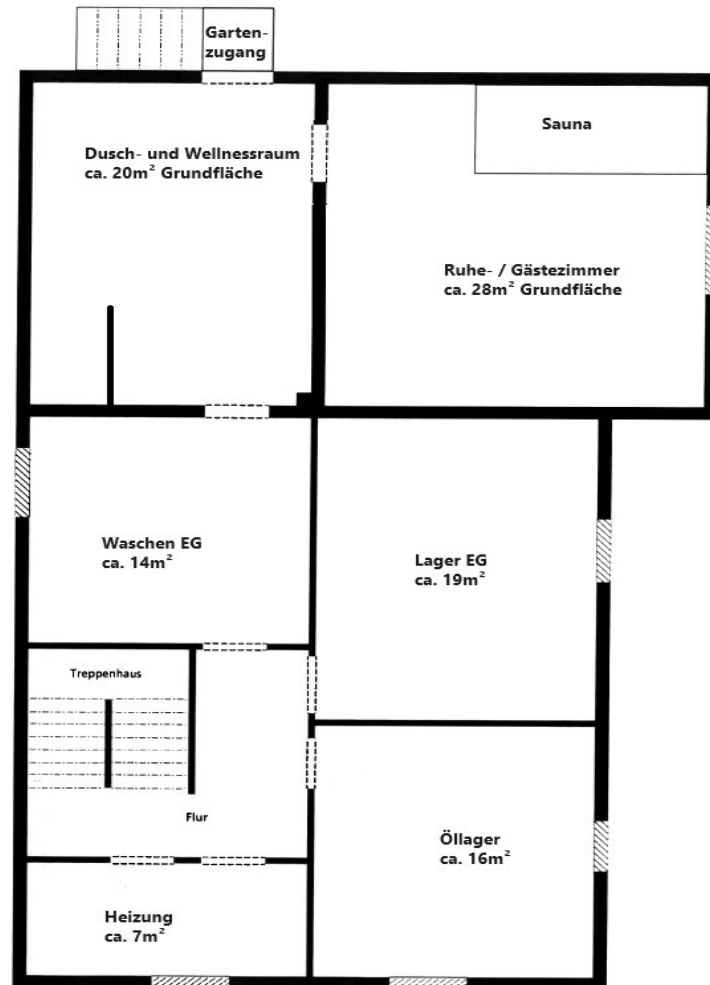 Garten-
zugang
Sauna
Dusch- und Wellnessraum
ca. 20m² Grundfläche
Ruhe- / Gästezimmer
ca. 28m² Grundfläche
Waschen EG
ca. 14m²
Lager EG
ca. 19m²
Treppenhaus
Flur
Öllager
ca. 16m²
Heizung
ca. 7m²